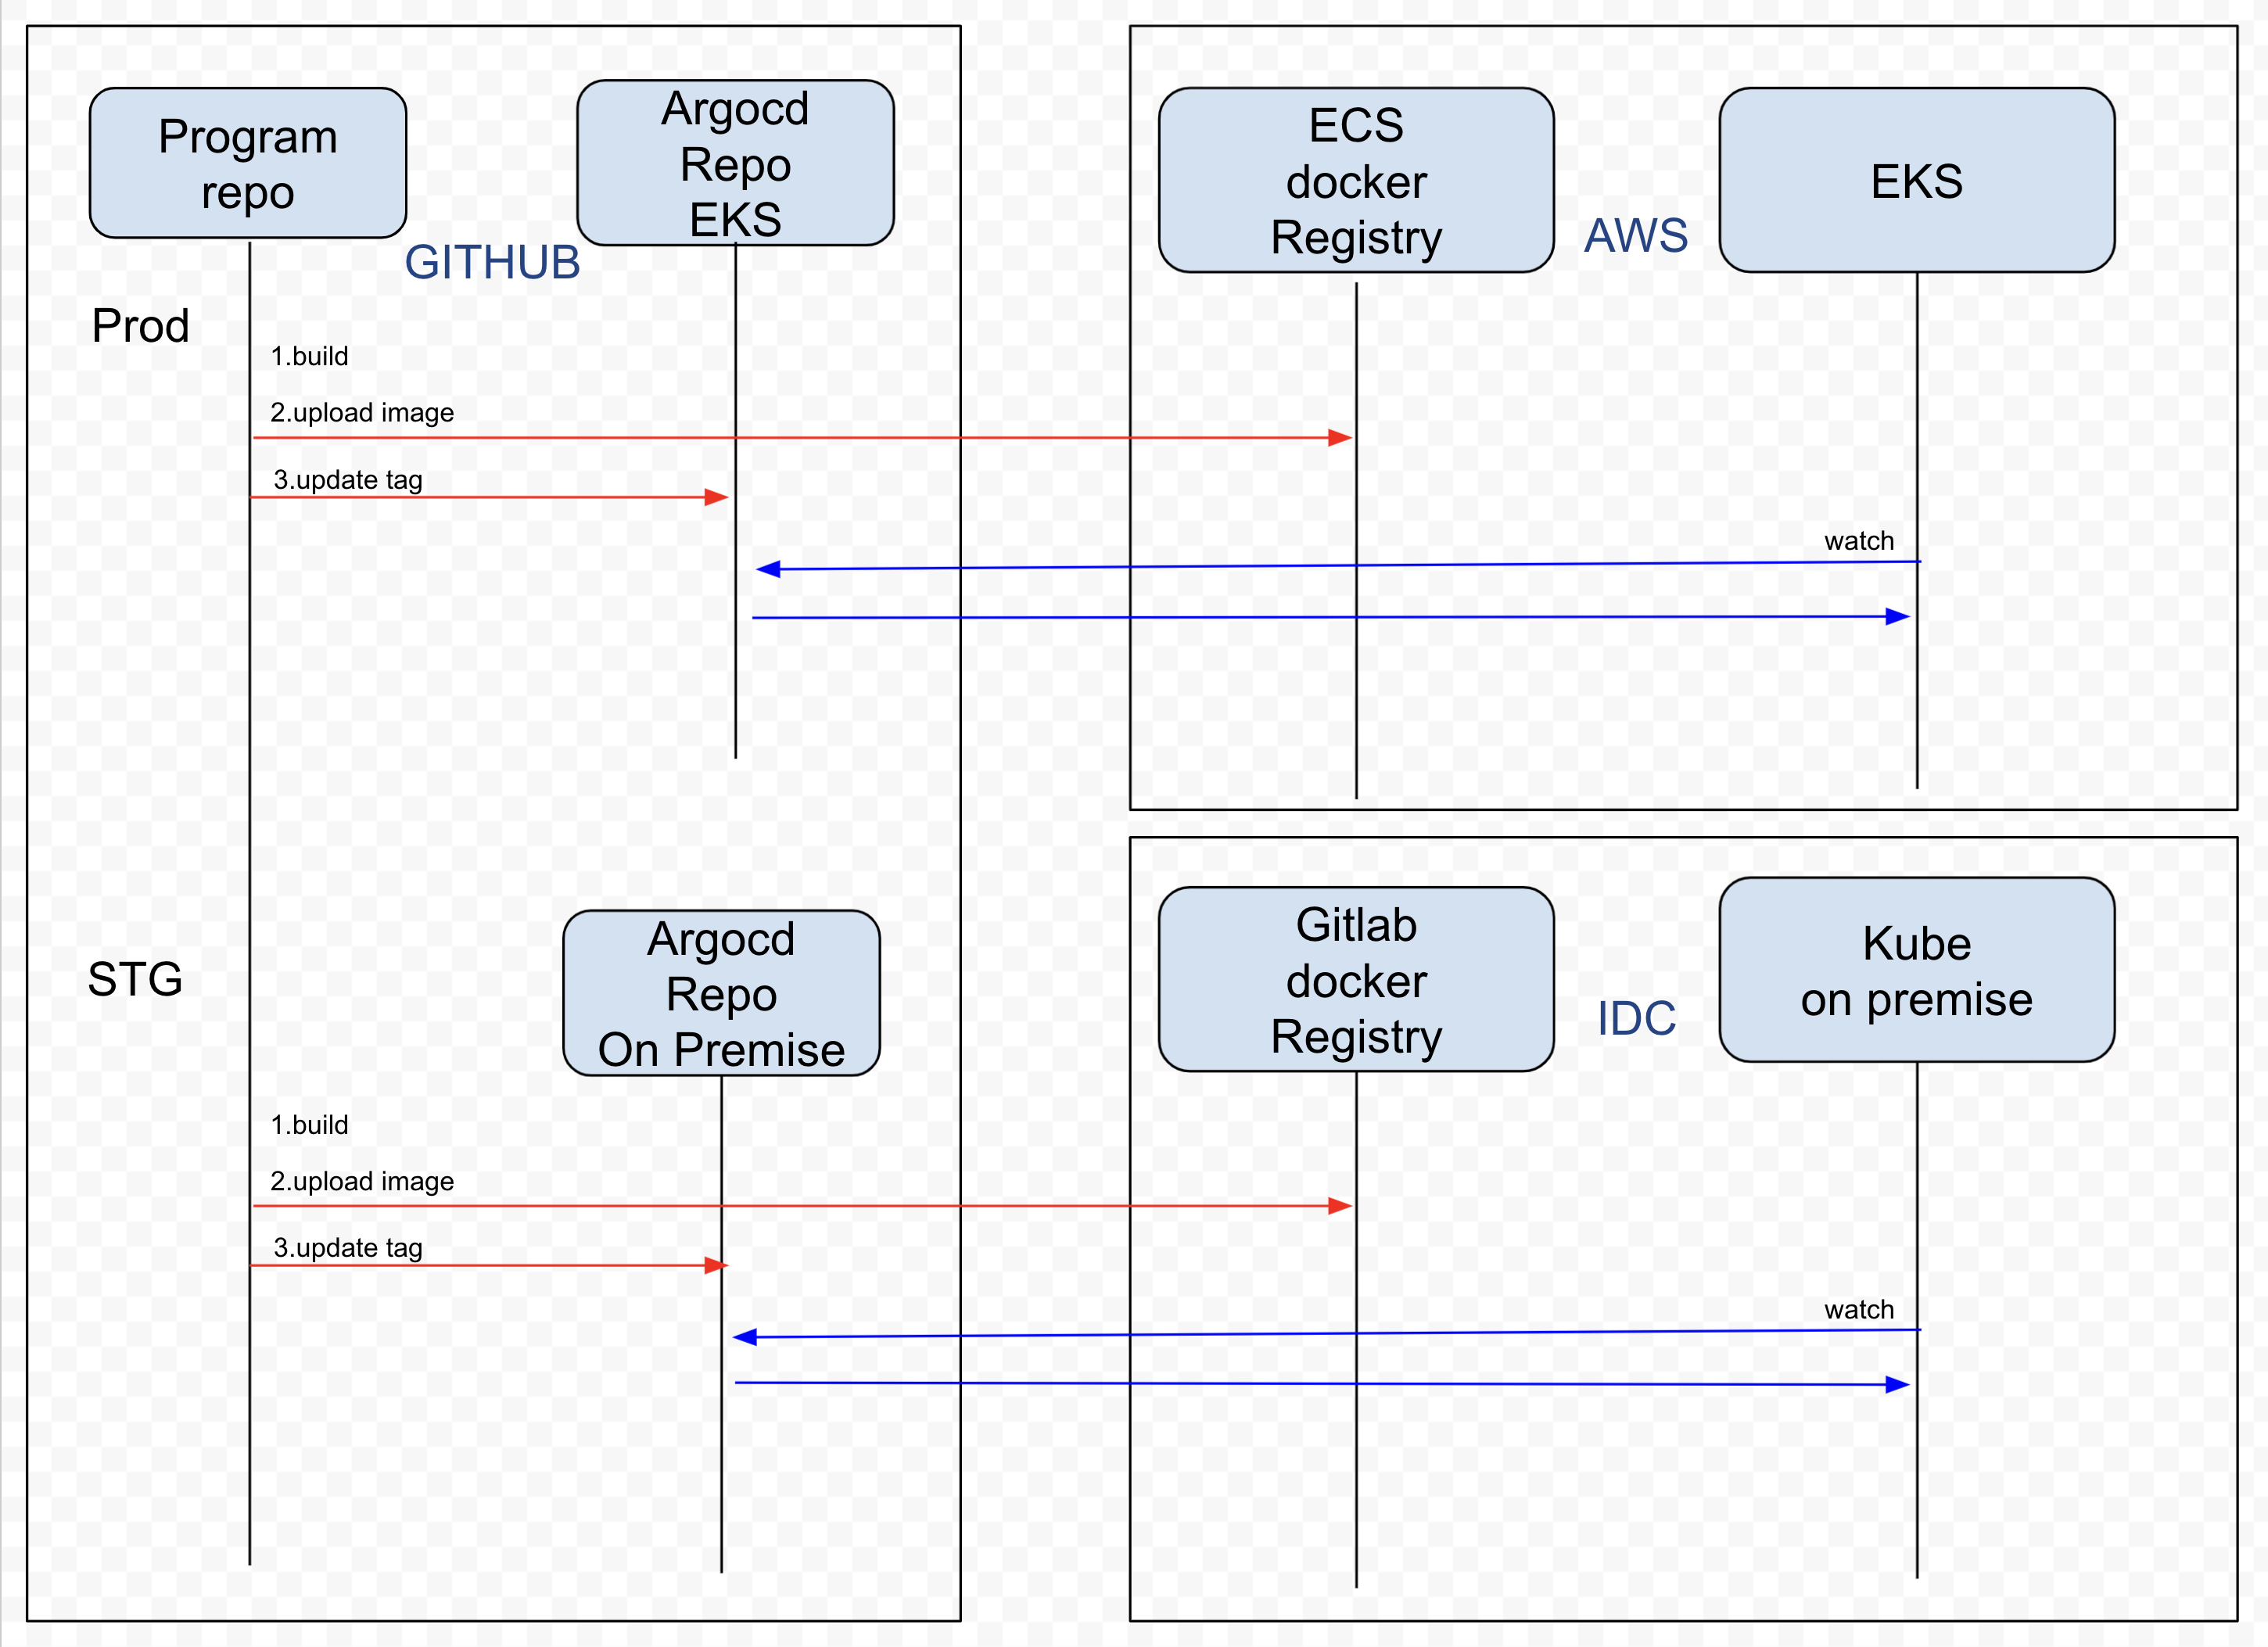 Program
repo
GITHUB
Argocd
Repo
EKS
ECS
docker
Registry
AWS
EKS
Prod
1.build
2.upload image
3.update tag
watch
STG
Argocd
Repo
On Premise
Gitlab
docker
Registry
IDC
Kube
on premise
1.build
2.upload image
3.update tag
watch